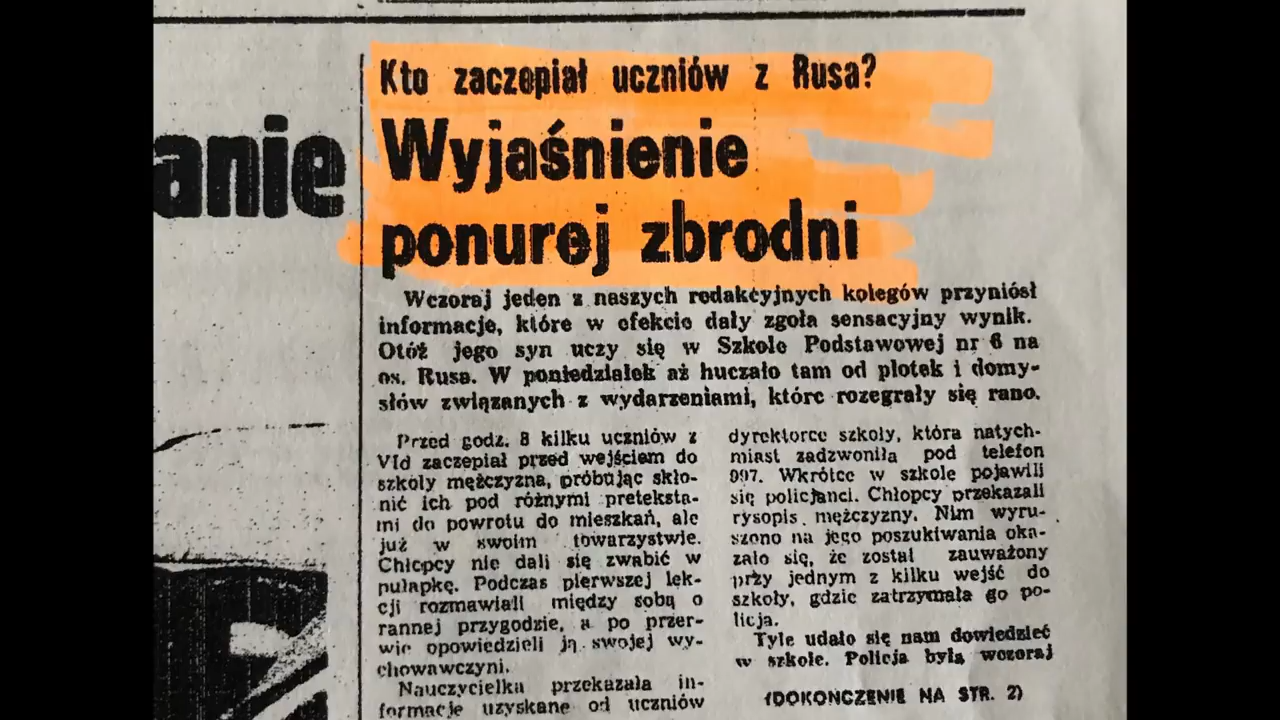 anie
Kto zaczepiał uczniów z Rusa?
Wyjaśnienie
ponurej zbrodni
Wczoraj jeden z naszych redakcyjnych kolegów przyniósł
informacje, które w efekcie dały zgoła sensacyjny wynik.
Otóż jego syn uczy się w Szkole Podstawowej nr 6 na
os. Rusa. W poniedziałek aż huczało tam od plotek i domy-
słów związanych z wydarzeniami, które rozegrały się rano.
Przed godz. 8 kilku uczniów z
VId zaczepiał przed wejściem do
szkoły mężczyzna, próbując skło-
nić ich pod różnymi preteksta-
mi do powrotu do mieszkań, ale
już w swoim towarzystwie.
Chłopcy nie dali się zwabić w
pułapkę. Podczas pierwszej lek-
cji rozmawiali między sobą o
rannej przygodzie, a po przer-
wie opowiedzieli ją swojej wy-
chowawczyni.
Nauczycielka przekazała in-
formacje uzyskane od uczniów
dyrektorce szkoły, która natych-
miast zadzwoniła pod telefon
997. Wkrótce w szkole pojawili
się policjanci. Chłopcy przekazali
rysopis mężczyzny. Nim wyru-
szono na jego poszukiwania oka-
zało się, że został zauważony
przy jednym z kilku wejść do
szkoły, gdzie zatrzymała go po-
licja.
Tyle udało się nam dowiedzieć
w szkole. Policja była wczoraj
(DOKOŃCZENIE NA STR. 2)